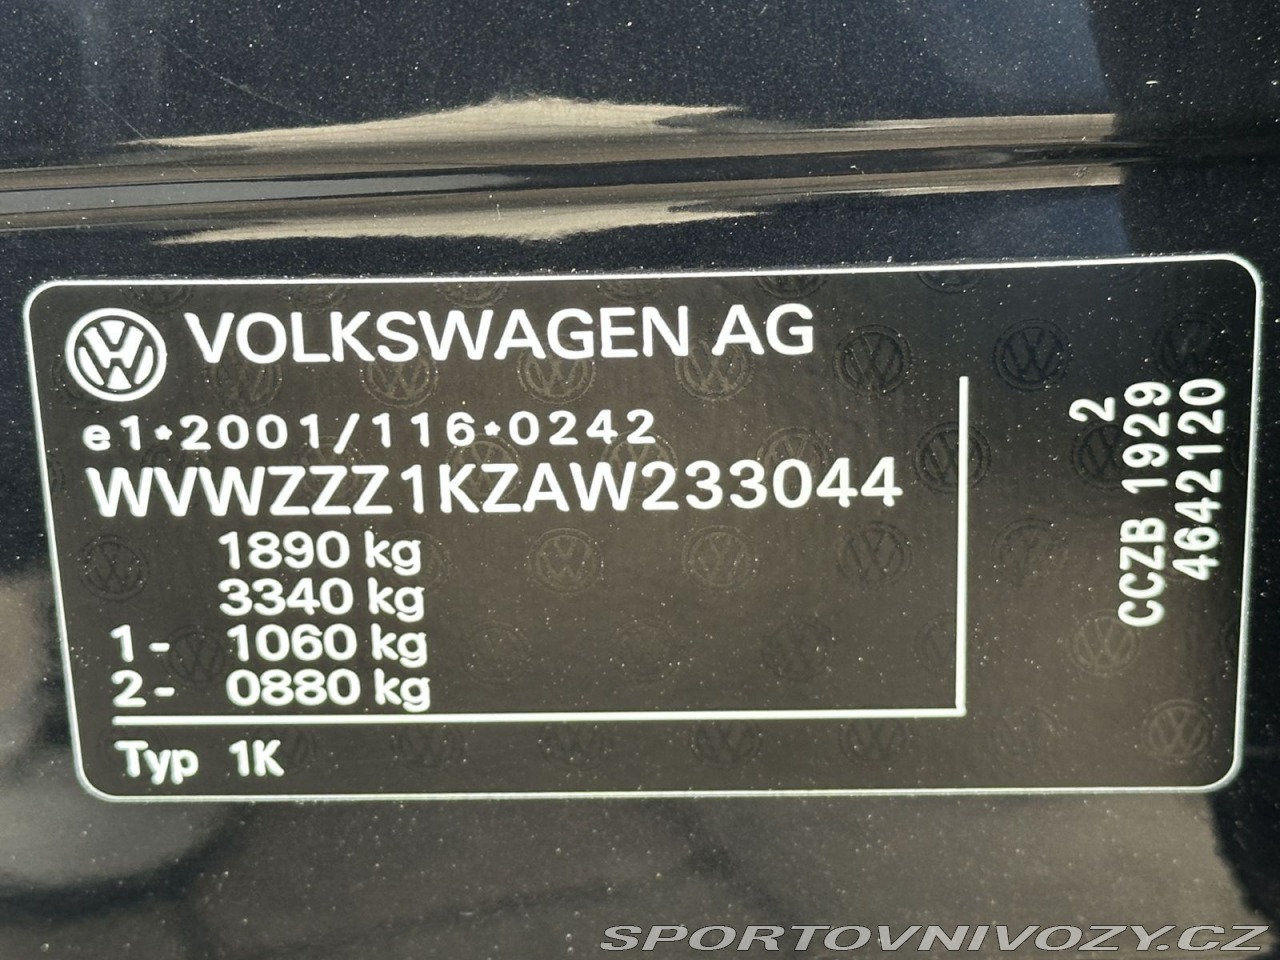 VOLKSWAGEN AG
e1*2001/116*0242
WVWZZZ1KZAW233044
1890 kg
3340 kg
1- 1060 kg
2- 0880 kg
Typ 1K
2
CCZB 1929
4642120
SPORTOVNIVOZY.CZ